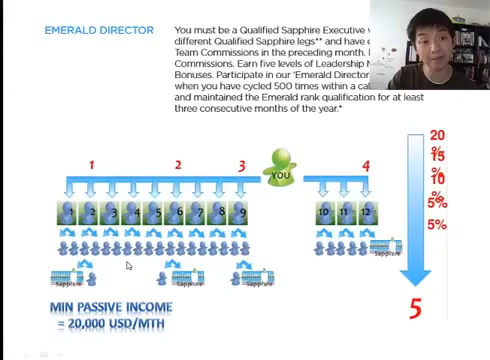 EMERALD DIRECTOR
You must be a Qualified Sapphire Executive
different Qualified Sapphire legs** and have
Team Commissions in the preceding month.
Commissions. Earn five levels of Leadership
Bonuses. Participate in our 'Emerald Director
when you have cycled 500 times within a
and maintained the Emerald rank qualification for at least
three consecutive months of the year.*
1 2 3 YOU 4
20
%
15
%
10
%
5%
5%
1 2 3 4 5 6 7 8 9 10 11 12
Sapphire
Sapphire Sapphire Sapphire
MIN PASSIVE INCOME
= 20,000 USD/MTH
5